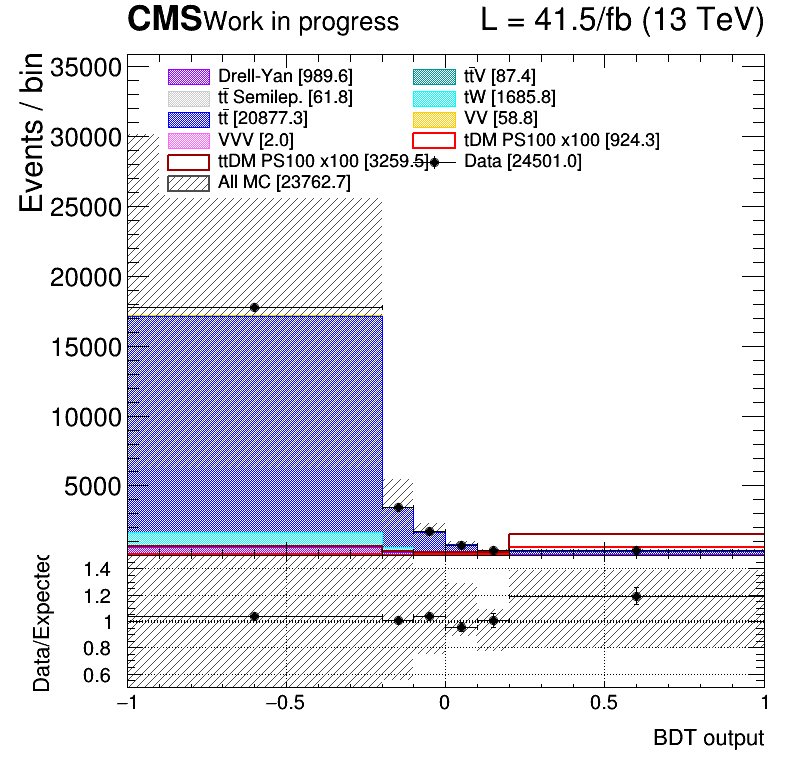 CMS Work in progress L = 41.5/fb (13 TeV)
Events / bin
35000
30000
25000
20000
15000
10000
5000
Drell-Yan [989.6] tt̄V [87.4]
tt̄ Semilep. [61.8] tW [1685.8]
tt̄ [20877.3] VV [58.8]
VVV [2.0] tDM PS100 x100 [924.3]
ttDM PS100 x100 [3259.5] Data [24501.0]
All MC [23762.7]
Data/Expected
1.4
1.2
1
0.8
0.6
−1 −0.5 0 0.5 1
BDT output